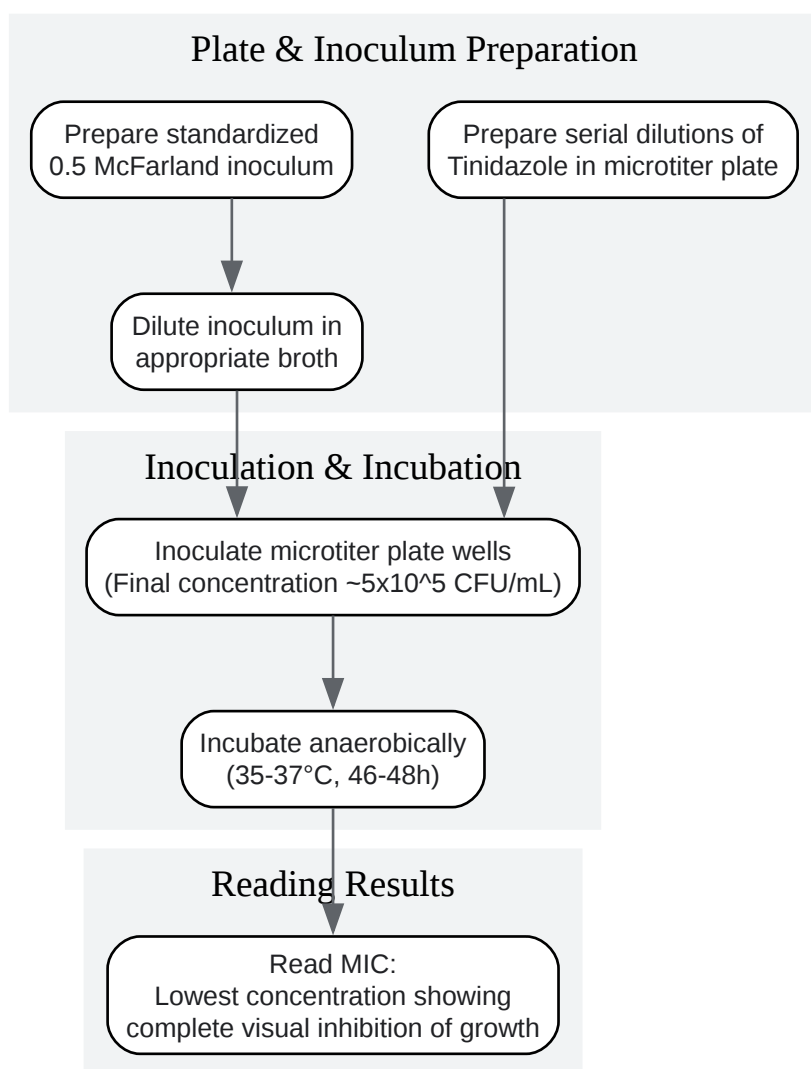 Plate & Inoculum Preparation
Prepare standardized
0.5 McFarland inoculum
Prepare serial dilutions of
Tinidazole in microtiter plate
Dilute inoculum in
appropriate broth
Inoculation & Incubation
Inoculate microtiter plate wells
(Final concentration ~5x10^5 CFU/mL)
Incubate anaerobically
(35-37°C, 46-48h)
Reading Results
Read MIC:
Lowest concentration showing
complete visual inhibition of growth